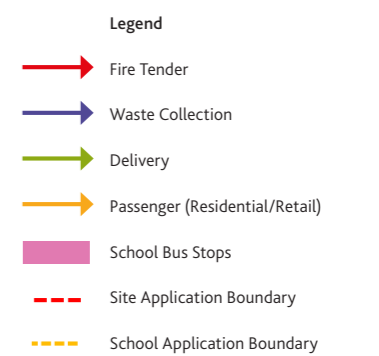 Legend
Fire Tender
Waste Collection
Delivery
Passenger (Residential/Retail)
School Bus Stops
Site Application Boundary
School Application Boundary